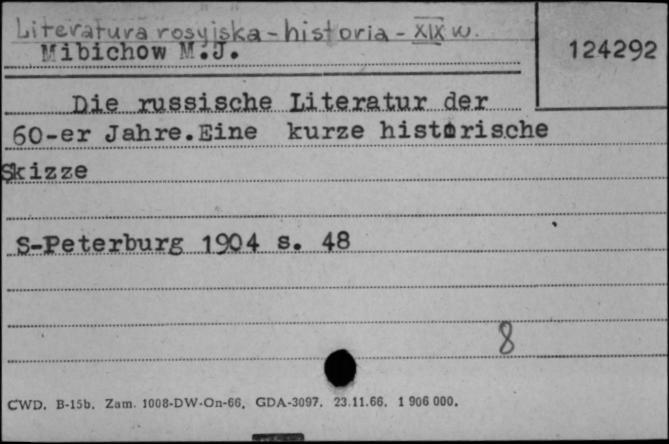 Literatura rosyjska - historia - XIX w.
Mibichow M.J.
124292
Die russische Literatur der
60-er Jahre.Eine kurze historische
Skizze
S-Peterburg 1904 s. 48
8
CWD. B-15b. Zam. 1008-DW-On-66. GDA-3097. 23.11.66. 1 906 000.